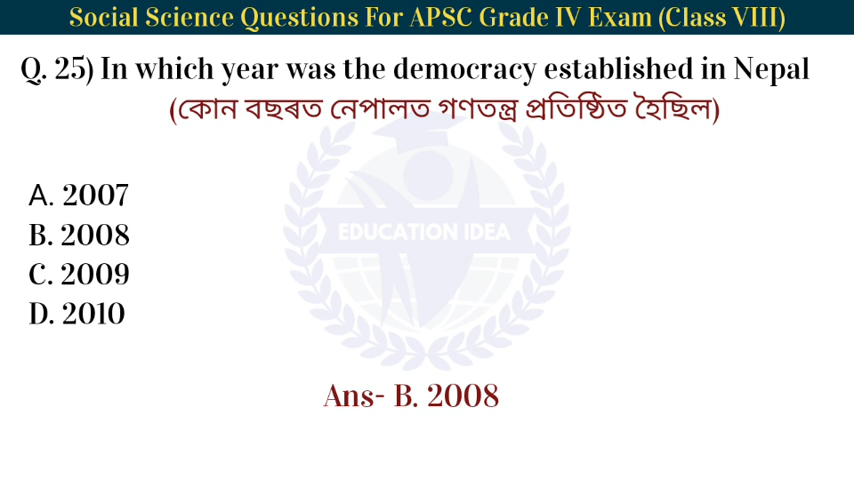 Social Science Questions For APSC Grade IV Exam (Class VIII)
Q. 25) In which year was the democracy established in Nepal
(কোন বছৰত নেপালত গণতন্ত্ৰ প্ৰতিষ্ঠিত হৈছিল)
A. 2007
B. 2008
EDUCATION IDEA
C. 2009
D. 2010
Ans- B. 2008